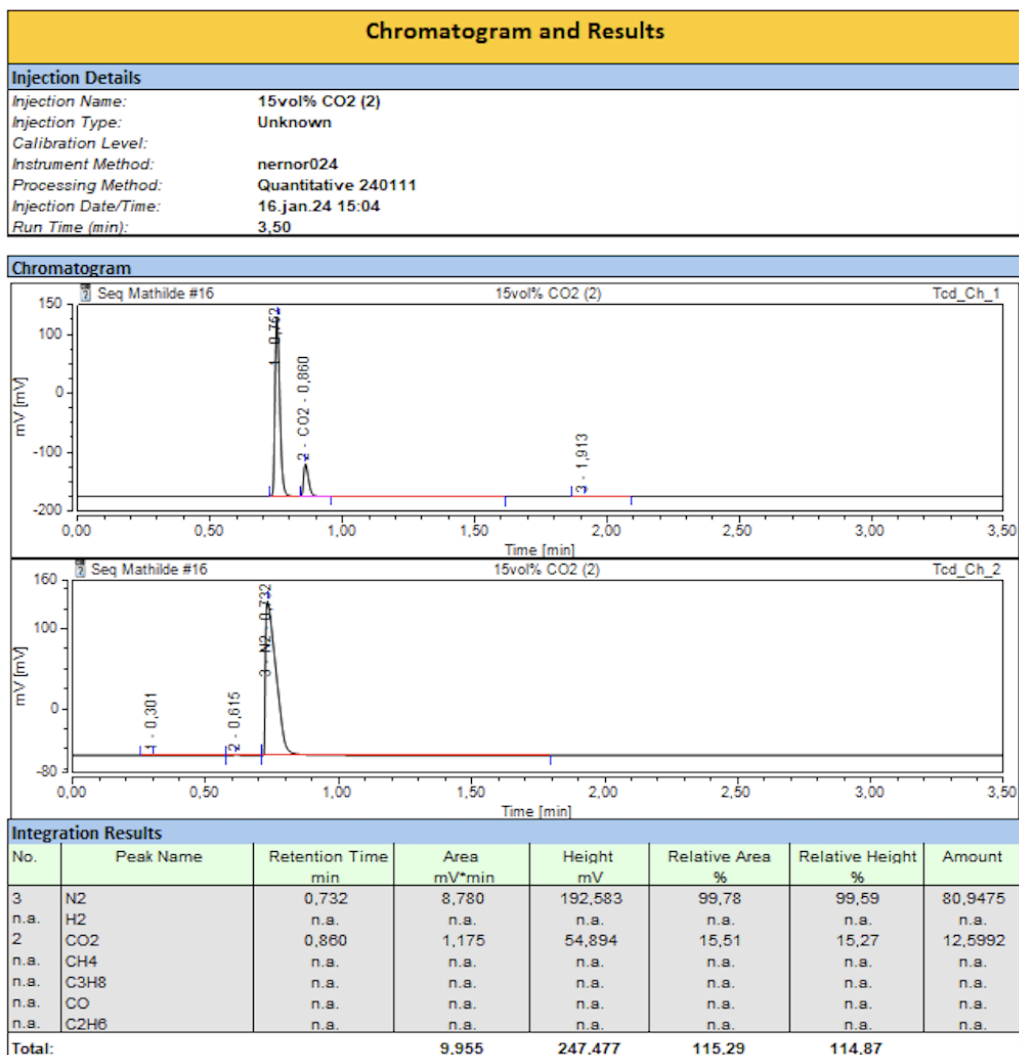 Chromatogram and Results
Injection Details
Injection Name: 15vol% CO2 (2)
Injection Type: Unknown
Calibration Level:
Instrument Method: nernor024
Processing Method: Quantitative 240111
Injection Date/Time: 16.jan.24 15:04
Run Time (min): 3,50
Chromatogram
Seq Mathilde #16 15vol% CO2 (2) Tcd_Ch_1
mV [mV]
150
100
0
-100
-200
1 - 0,762
2 - CO2 - 0,860
3 - 1,913
0,00 0,50 1,00 1,50 2,00 2,50 3,00 3,50
Time [min]
Seq Mathilde #16 15vol% CO2 (2) Tcd_Ch_2
mV [mV]
160
100
0
-80
1 - 0,301
2 - 0,615
3 - N2 - 0,732
0,00 0,50 1,00 1,50 2,00 2,50 3,00 3,50
Time [min]
Integration Results
No. Peak Name Retention Time Area Height Relative Area Relative Height Amount
min mV*min mV % %
3 N2 0,732 8,780 192,583 99,78 99,59 80,9475
n.a. H2 n.a. n.a. n.a. n.a. n.a. n.a.
2 CO2 0,860 1,175 54,894 15,51 15,27 12,5992
n.a. CH4 n.a. n.a. n.a. n.a. n.a. n.a.
n.a. C3H8 n.a. n.a. n.a. n.a. n.a. n.a.
n.a. CO n.a. n.a. n.a. n.a. n.a. n.a.
n.a. C2H6 n.a. n.a. n.a. n.a. n.a. n.a.
Total: 9,955 247,477 115,29 114,87